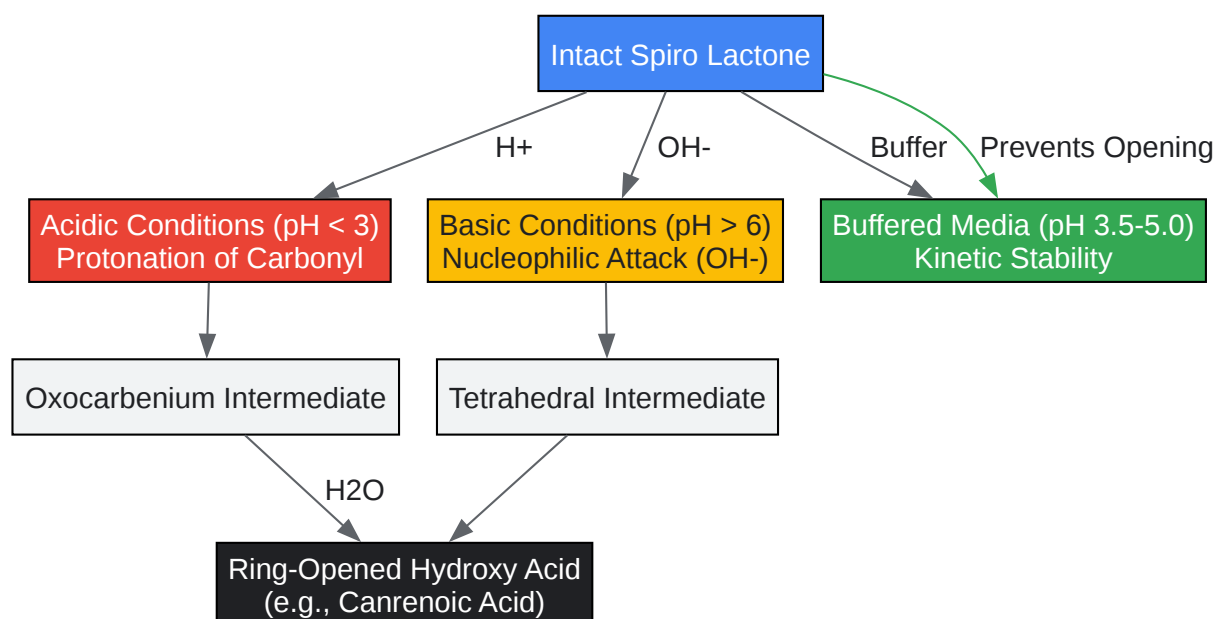 Intact Spiro Lactone
H+
OH-
Buffer
Prevents Opening
Acidic Conditions (pH < 3)
Protonation of Carbonyl
Basic Conditions (pH > 6)
Nucleophilic Attack (OH-)
Buffered Media (pH 3.5-5.0)
Kinetic Stability
Oxocarbenium Intermediate
Tetrahedral Intermediate
H2O
Ring-Opened Hydroxy Acid
(e.g., Canrenoic Acid)